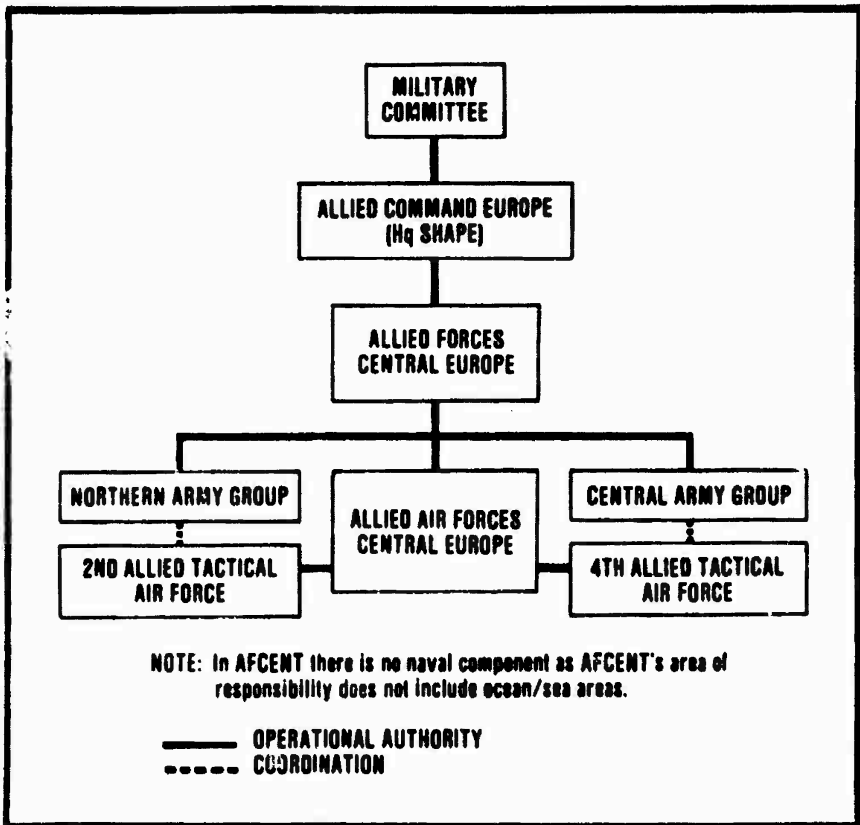 MILITARY
COMMITTEE
ALLIED COMMAND EUROPE
(Hq SHAPE)
ALLIED FORCES
CENTRAL EUROPE
NORTHERN ARMY GROUP
ALLIED AIR FORCES
CENTRAL EUROPE
CENTRAL ARMY GROUP
2ND ALLIED TACTICAL
AIR FORCE
4TH ALLIED TACTICAL
AIR FORCE
NOTE: In AFCENT there is no naval component as AFCENT's area of
responsibility does not include ocean/sea areas.
OPERATIONAL AUTHORITY
COORDINATION